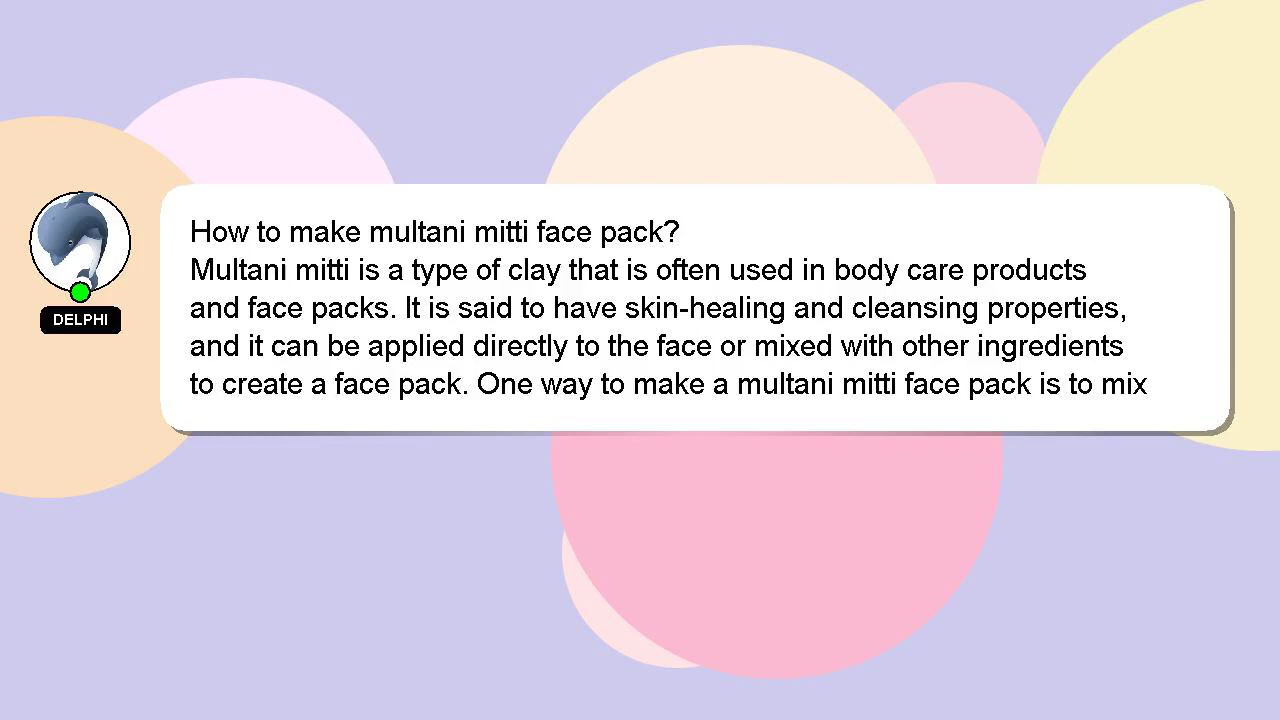 How to make multani mitti face pack?
Multani mitti is a type of clay that is often used in body care products
and face packs. It is said to have skin-healing and cleansing properties,
and it can be applied directly to the face or mixed with other ingredients
to create a face pack. One way to make a multani mitti face pack is to mix
DELPHI